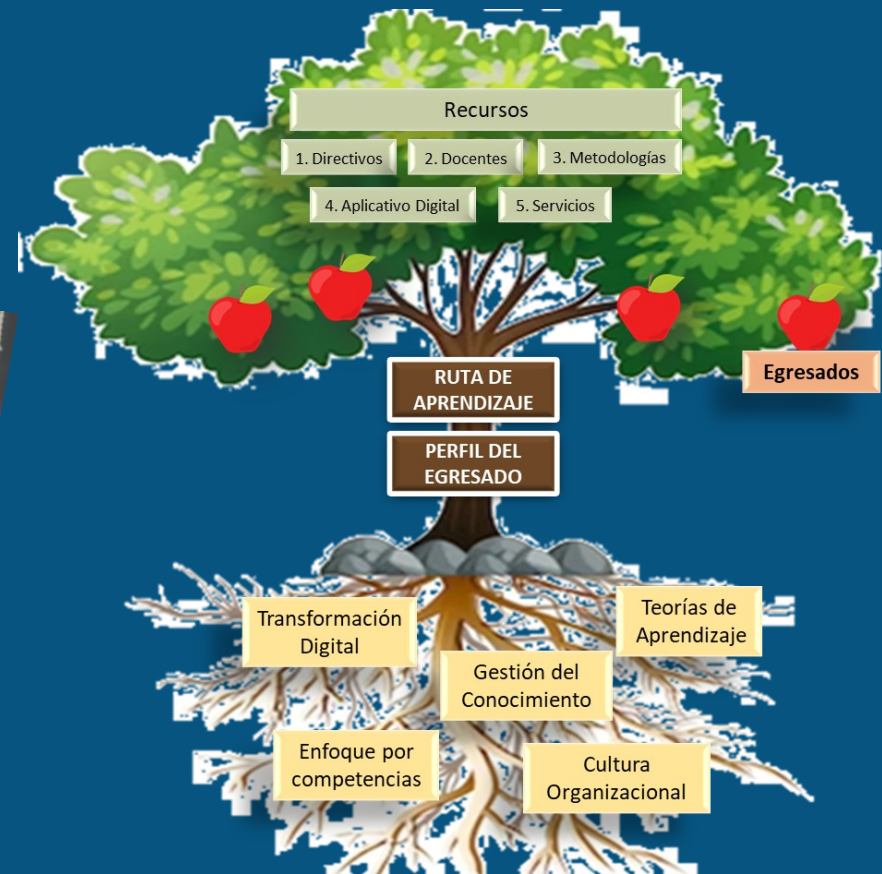 Recursos
1. Directivos
2. Docentes
3. Metodologías
4. Aplicativo Digital
5. Servicios
Egresados
RUTA DE
APRENDIZAJE
PERFIL DEL
EGRESADO
Transformación
Digital
Teorías de
Aprendizaje
Gestión del
Conocimiento
Enfoque por
competencias
Cultura
Organizacional